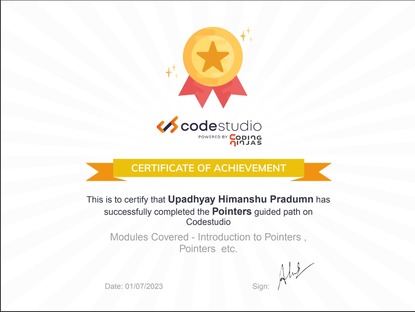 codestudio
POWERED BY CODING NINJAS
CERTIFICATE OF ACHIEVEMENT
This is to certify that Upadhyay Himanshu Pradumn has
successfully completed the Pointers guided path on
Codestudio
Modules Covered - Introduction to Pointers ,
Pointers etc.
Date: 01/07/2023 Sign: